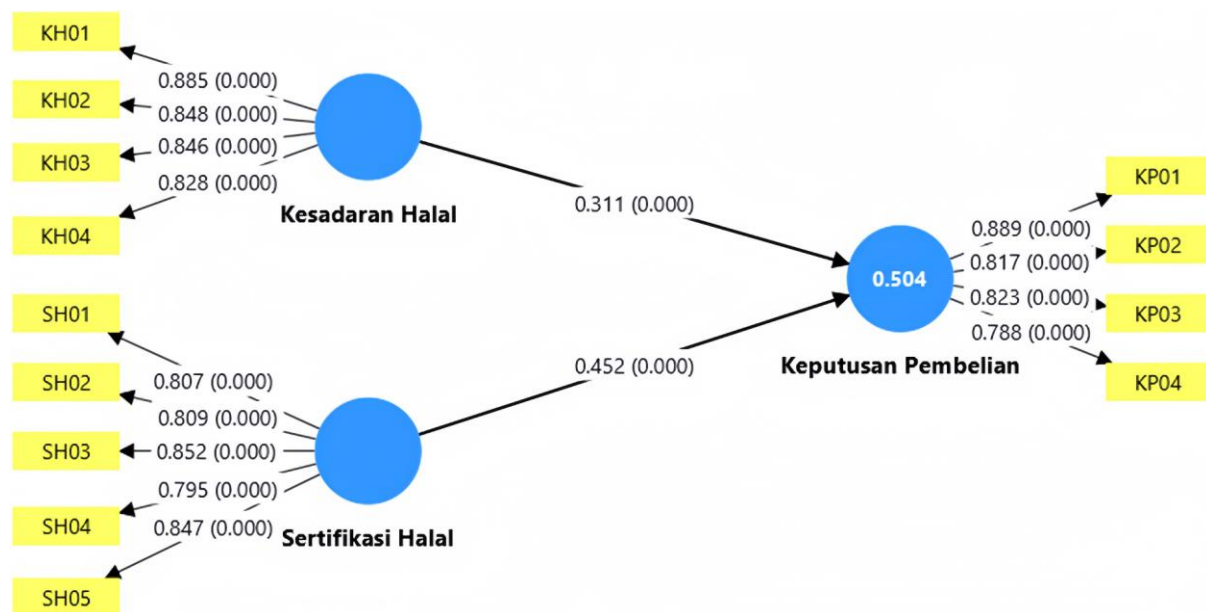 KH01
0.885 (0.000)
KH02
0.848 (0.000)
KH03
0.846 (0.000)
KH04
0.828 (0.000)
Kesadaran Halal
SH01
0.807 (0.000)
SH02
0.809 (0.000)
SH03
0.852 (0.000)
SH04
0.795 (0.000)
SH05
0.847 (0.000)
Sertifikasi Halal
0.311 (0.000)
0.452 (0.000)
0.504
Keputusan Pembelian
KP01
0.889 (0.000)
KP02
0.817 (0.000)
KP03
0.823 (0.000)
KP04
0.788 (0.000)